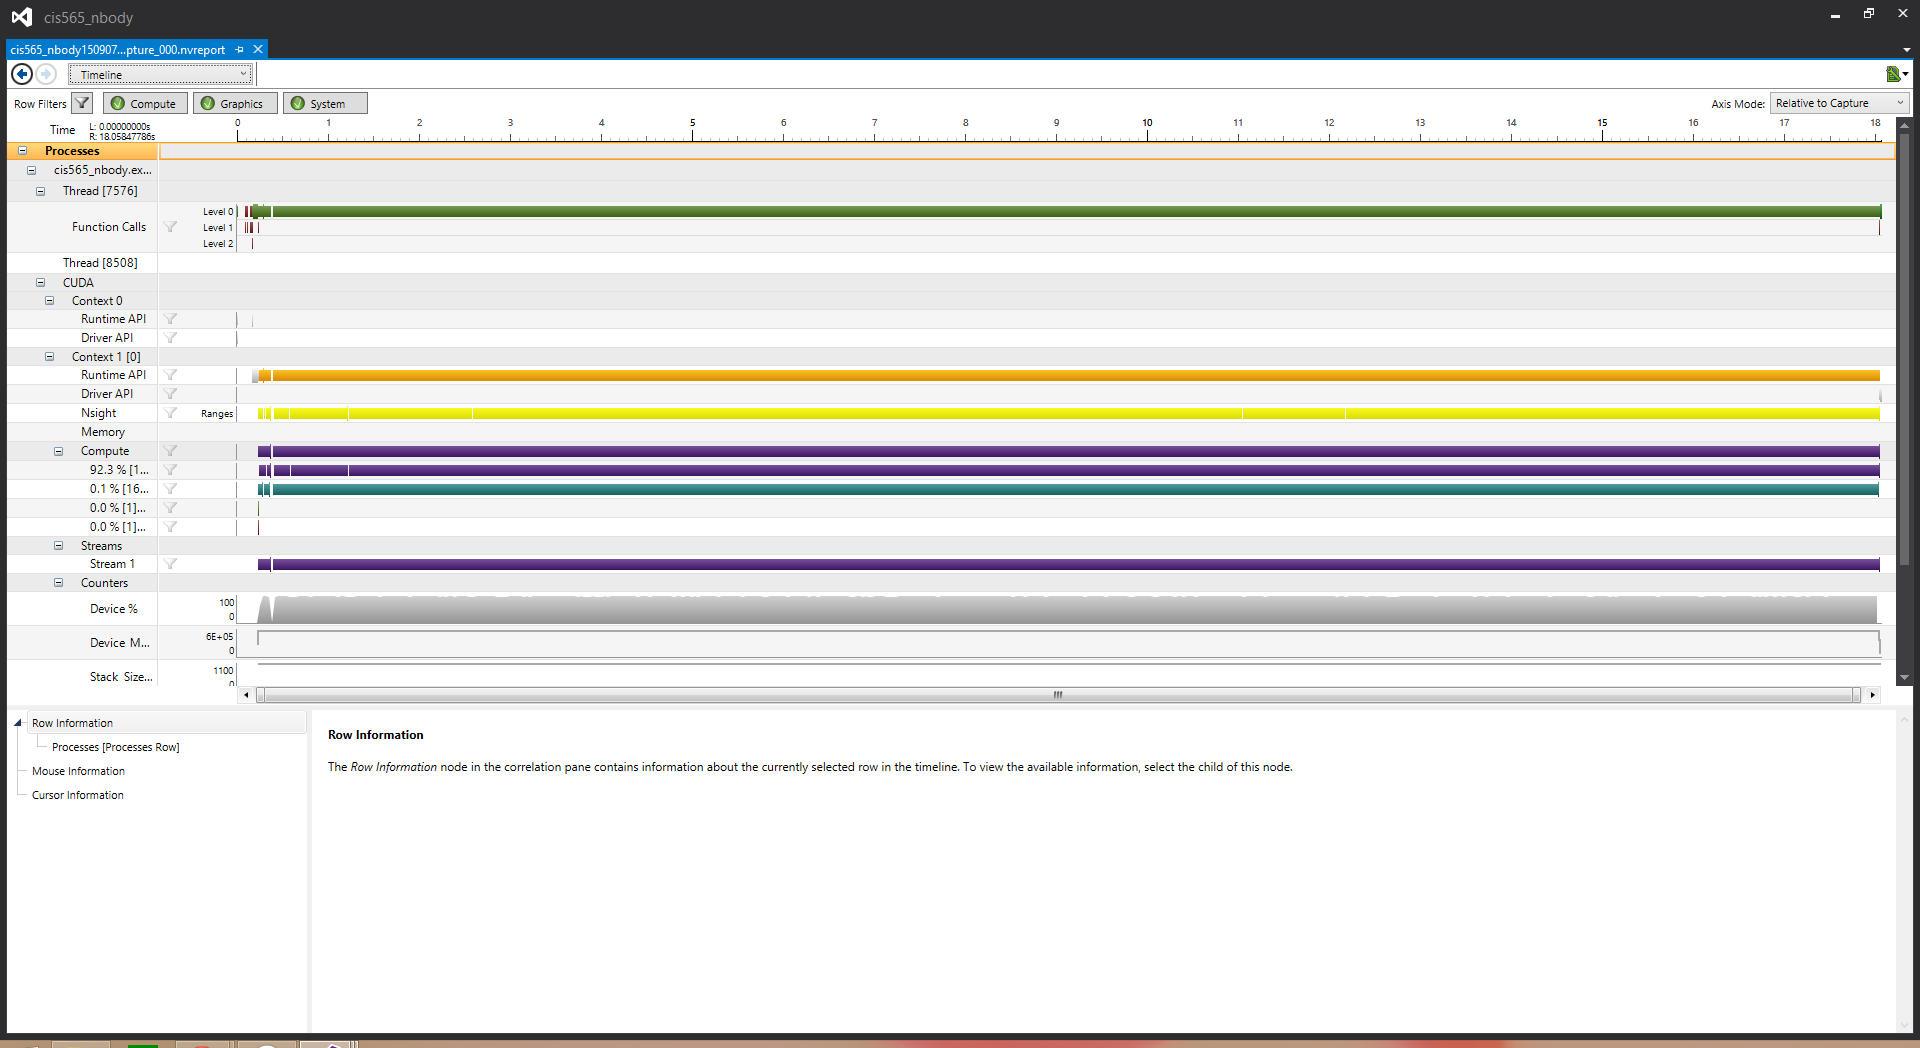 cis565_nbody
cis565_nbody150907...pture_000.nvreport
Timeline
Row Filters Compute Graphics System Axis Mode: Relative to Capture
Time L: 0.00000000s
R: 18.05847786s
0 1 2 3 4 5 6 7 8 9 10 11 12 13 14 15 16 17 18
Processes
cis565_nbody.ex...
Thread [7576]
Level 0
Function Calls Level 1
Level 2
Thread [8508]
CUDA
Context 0
Runtime API
Driver API
Context 1 [0]
Runtime API
Driver API
Nsight Ranges
Memory
Compute
92.3 % [1...
0.1 % [16...
0.0 % [1]...
0.0 % [1]...
Streams
Stream 1
Counters
Device % 100
0
Device M... 6E+05
0
Stack Size... 1100
0
Row Information
Processes [Processes Row]
Mouse Information
Cursor Information
Row Information
The Row Information node in the correlation pane contains information about the currently selected row in the timeline. To view the available information, select the child of this node.